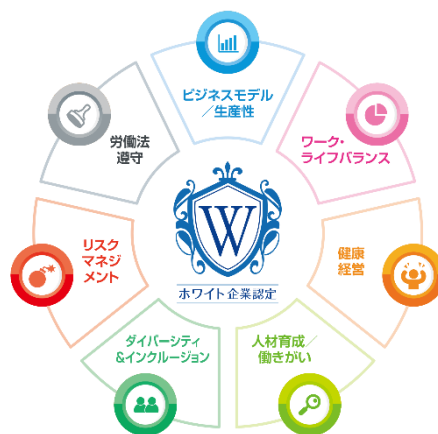 ビジネスモデル
／生産性
ワーク・
ライフバランス
健康
経営
人材育成／
働きがい
ダイバーシティ
&インクルージョン
リスク
マネジ
メント
労働法
遵守
W
ホワイト企業認定